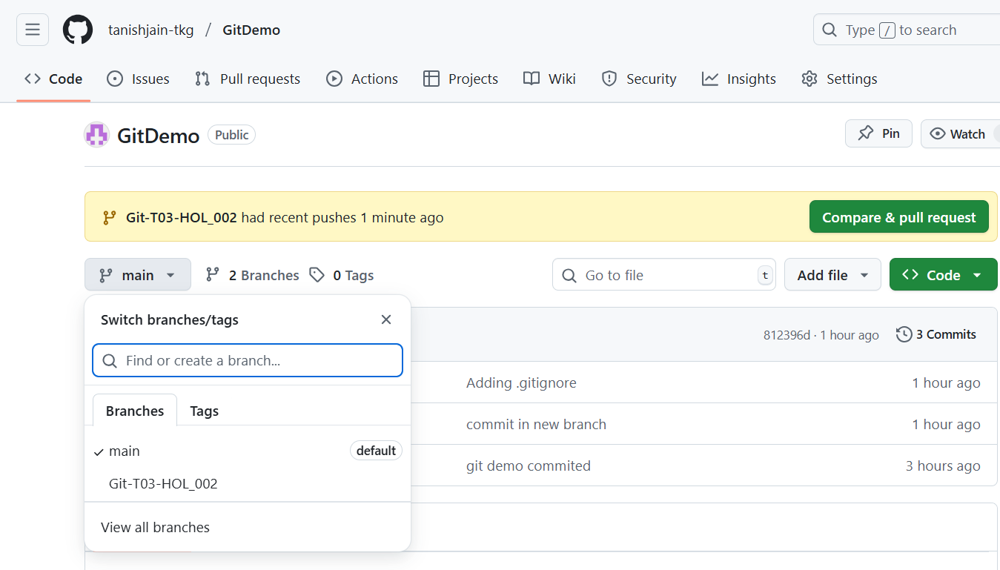 tanishjain-tkg / GitDemo
Type / to search
Code Issues Pull requests Actions Projects Wiki Security Insights Settings
GitDemo Public
Pin Watch
Git-T03-HOL_002 had recent pushes 1 minute ago
Compare & pull request
main 2 Branches 0 Tags
Go to file t
Add file
Code
Switch branches/tags
Find or create a branch...
Branches Tags
main default
Git-T03-HOL_002
View all branches
812396d · 1 hour ago 3 Commits
Adding .gitignore 1 hour ago
commit in new branch 1 hour ago
git demo commited 3 hours ago